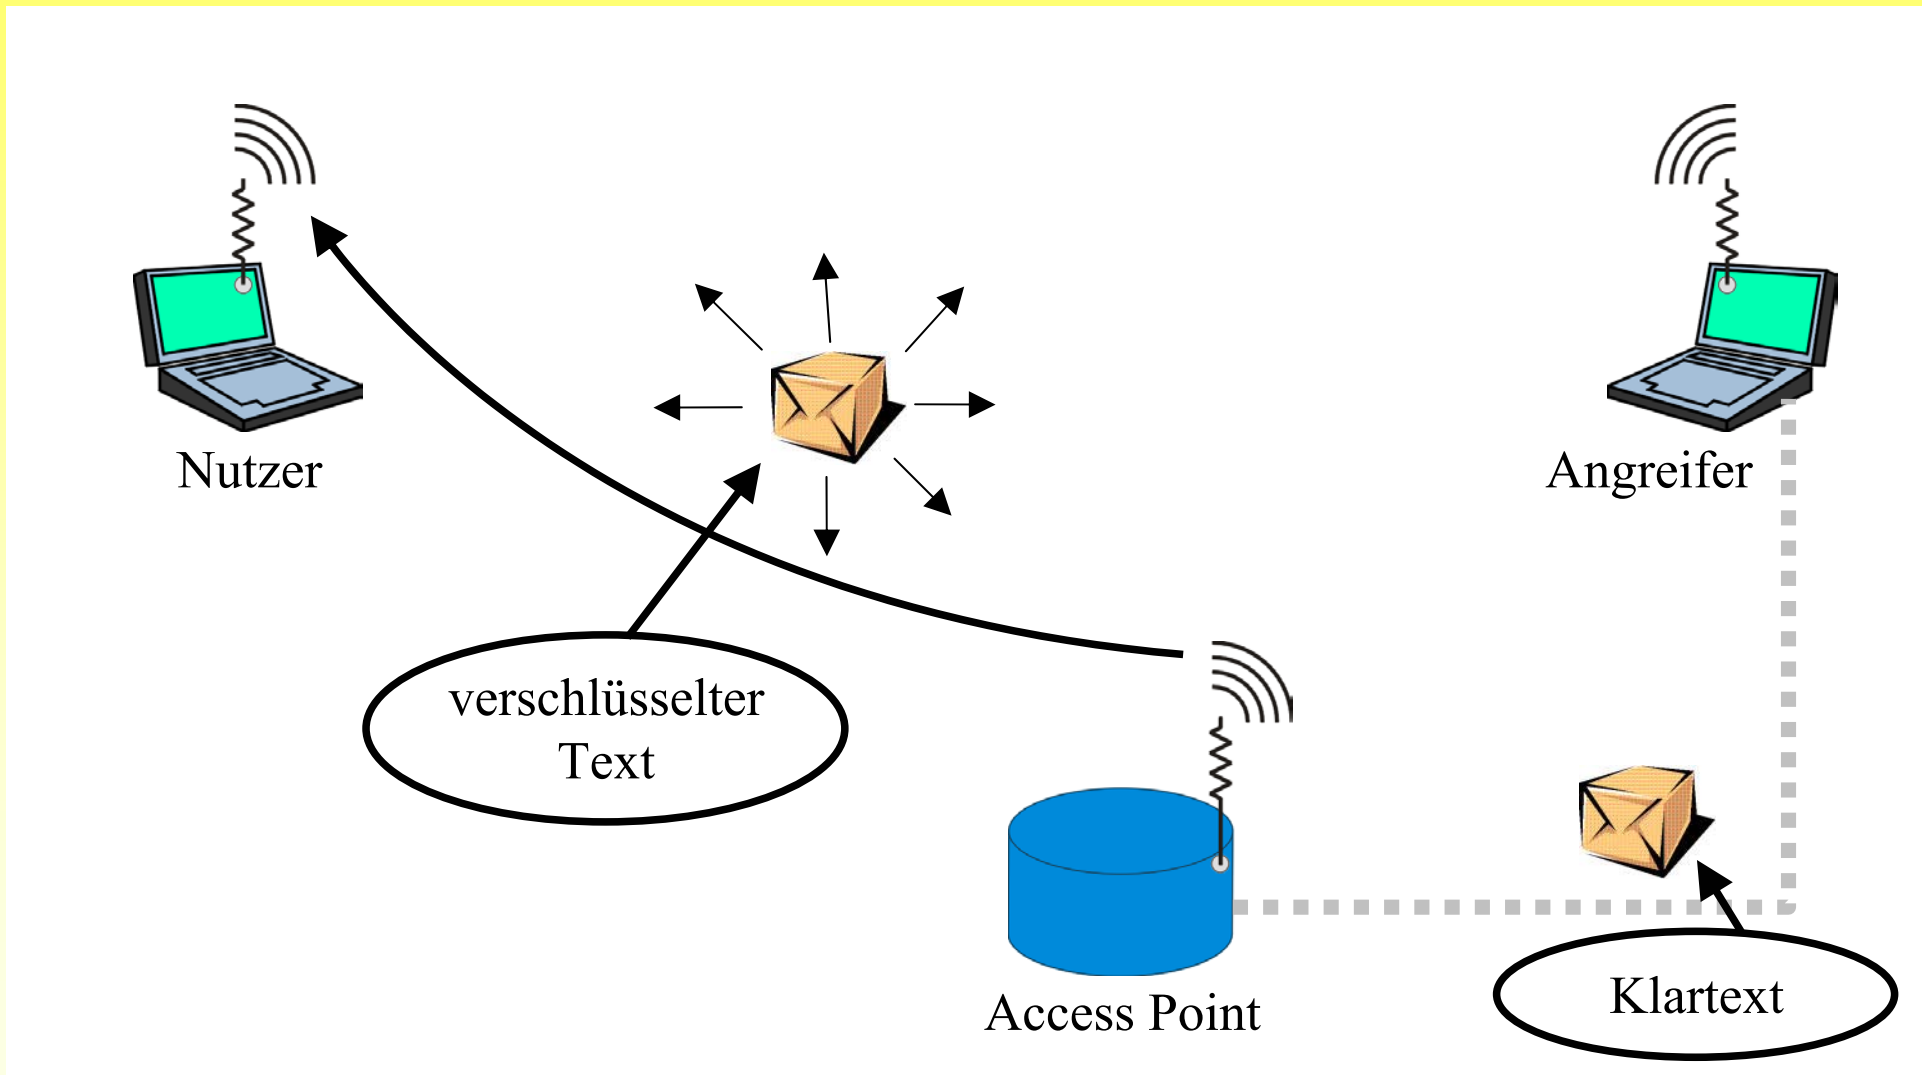 Nutzer
Angreifer
verschlüsselter
Text
Klartext
Access Point